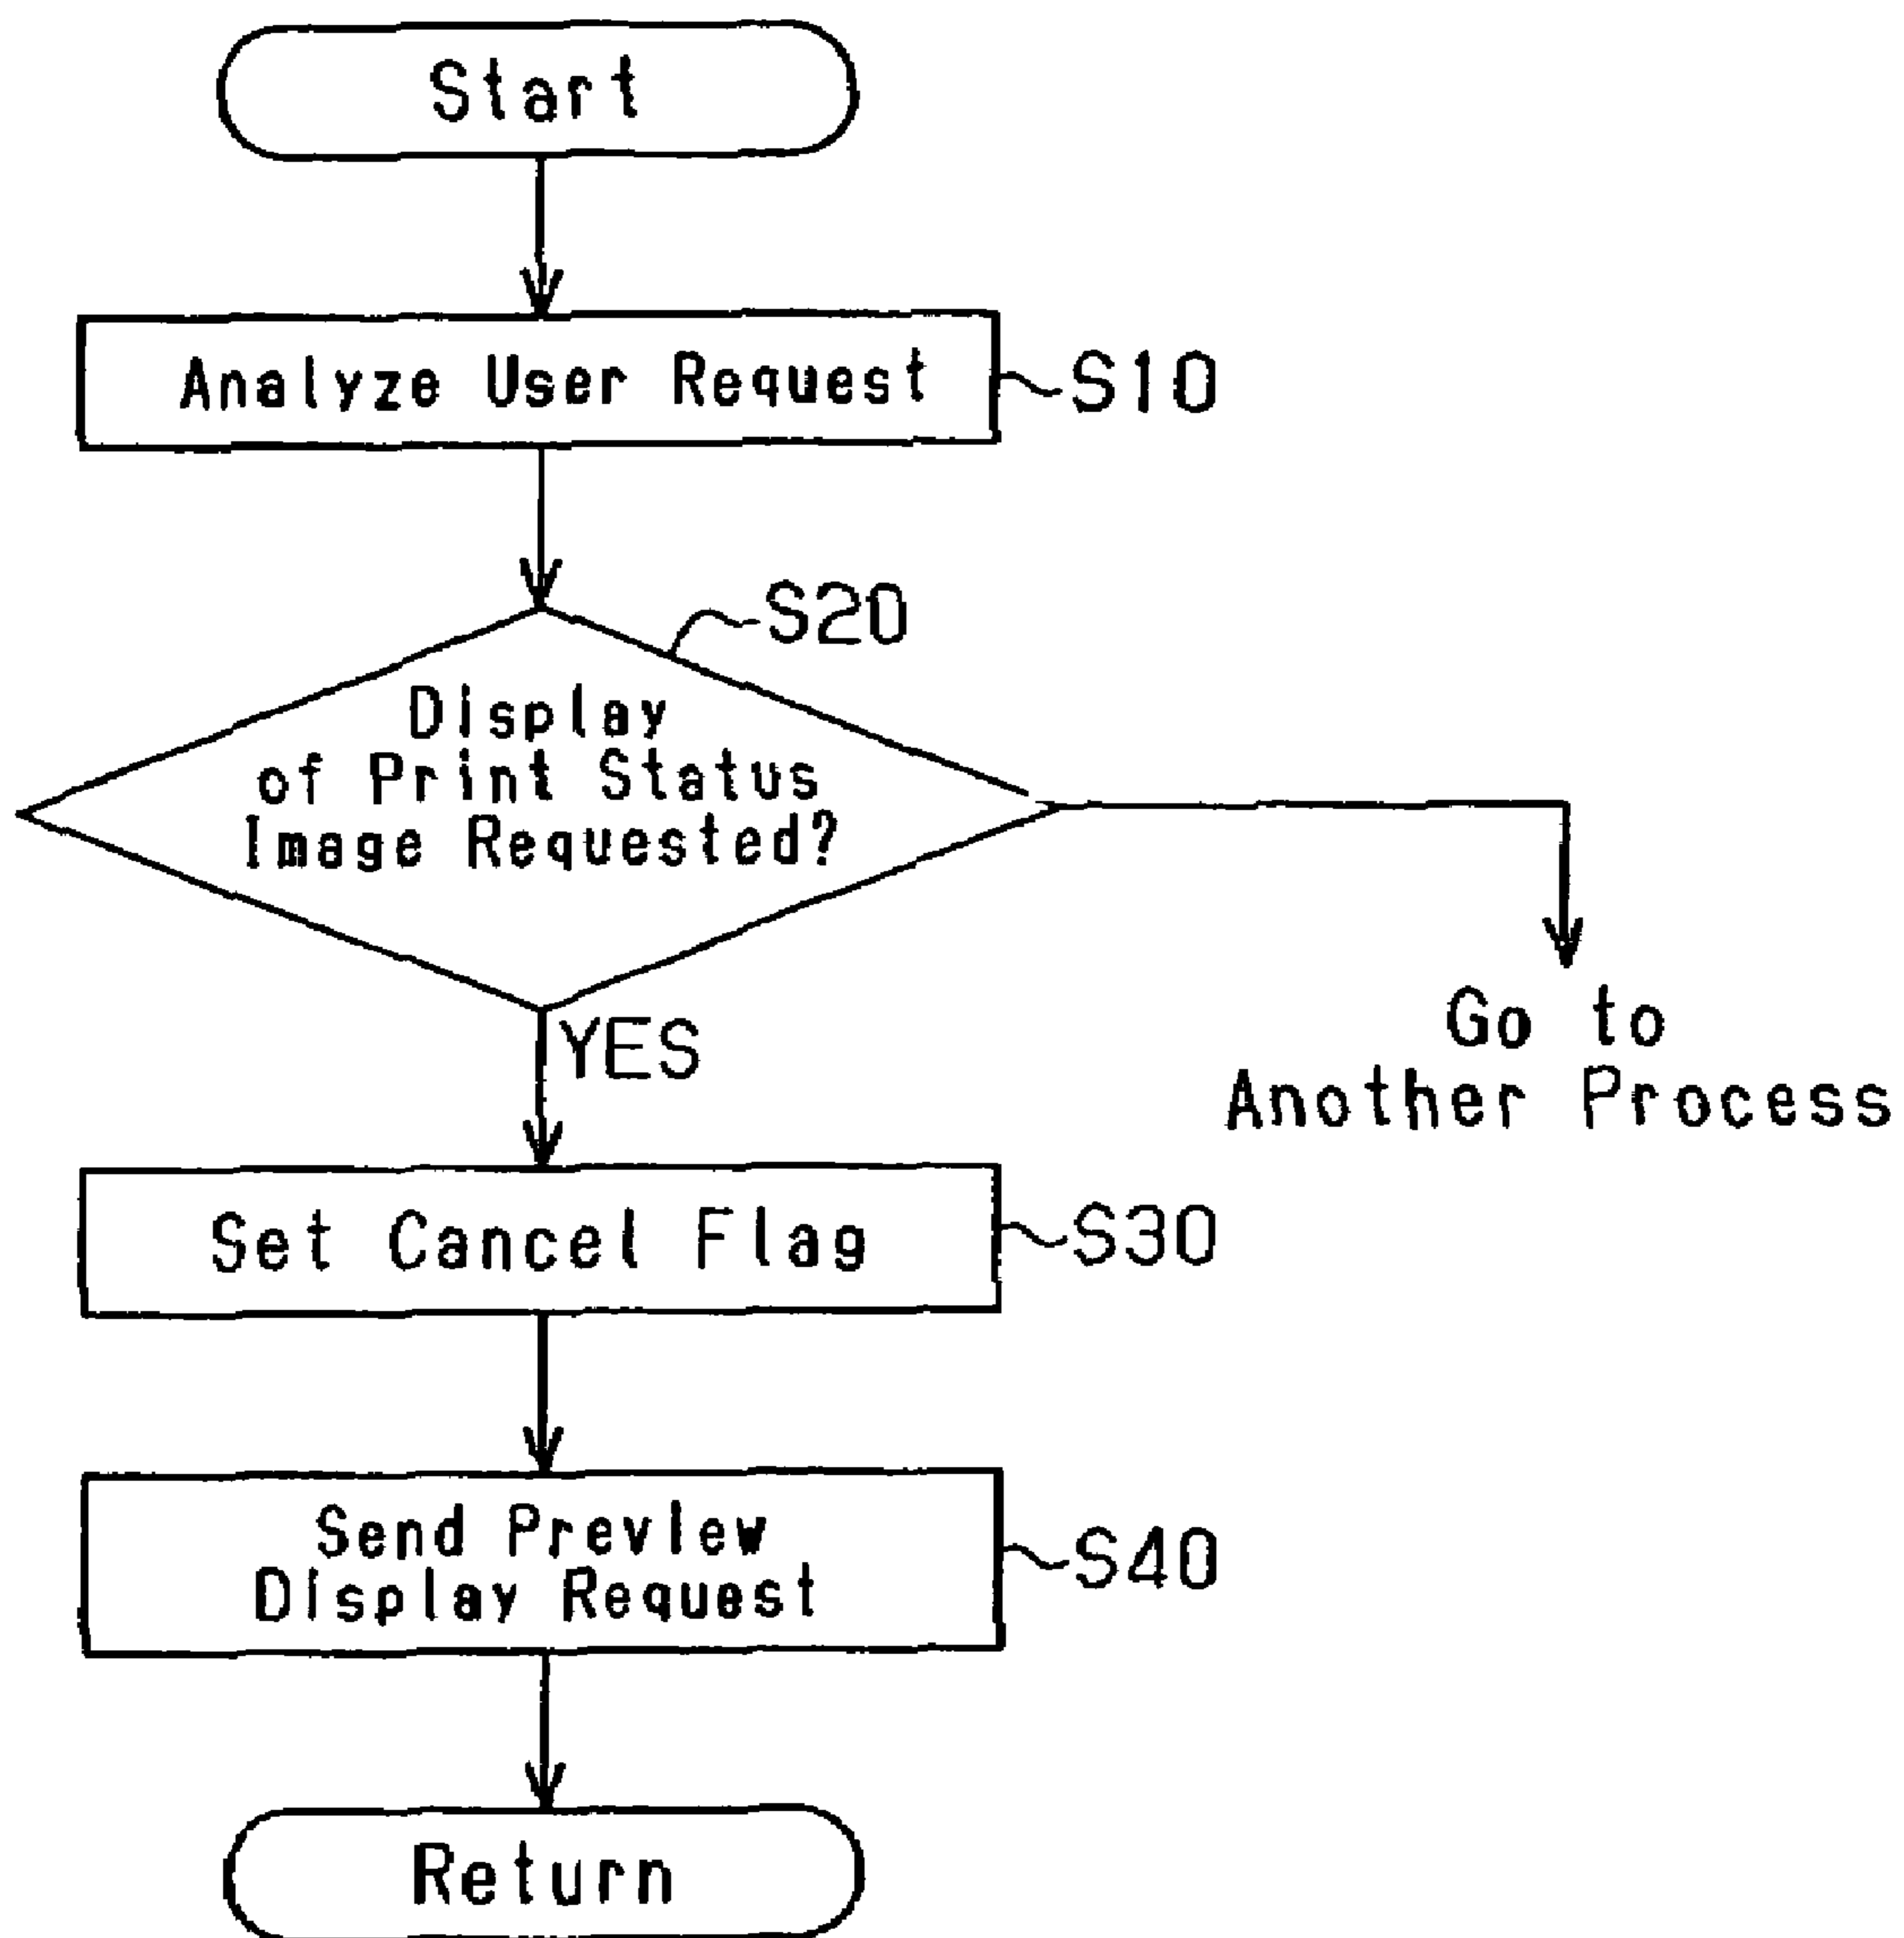 Start
Analyze User Request
S10
S20
Display
of Print Status
Image Requested?
YES
Go to
Another Process
Set Cancel Flag
S30
Send Preview
Display Request
S40
Return